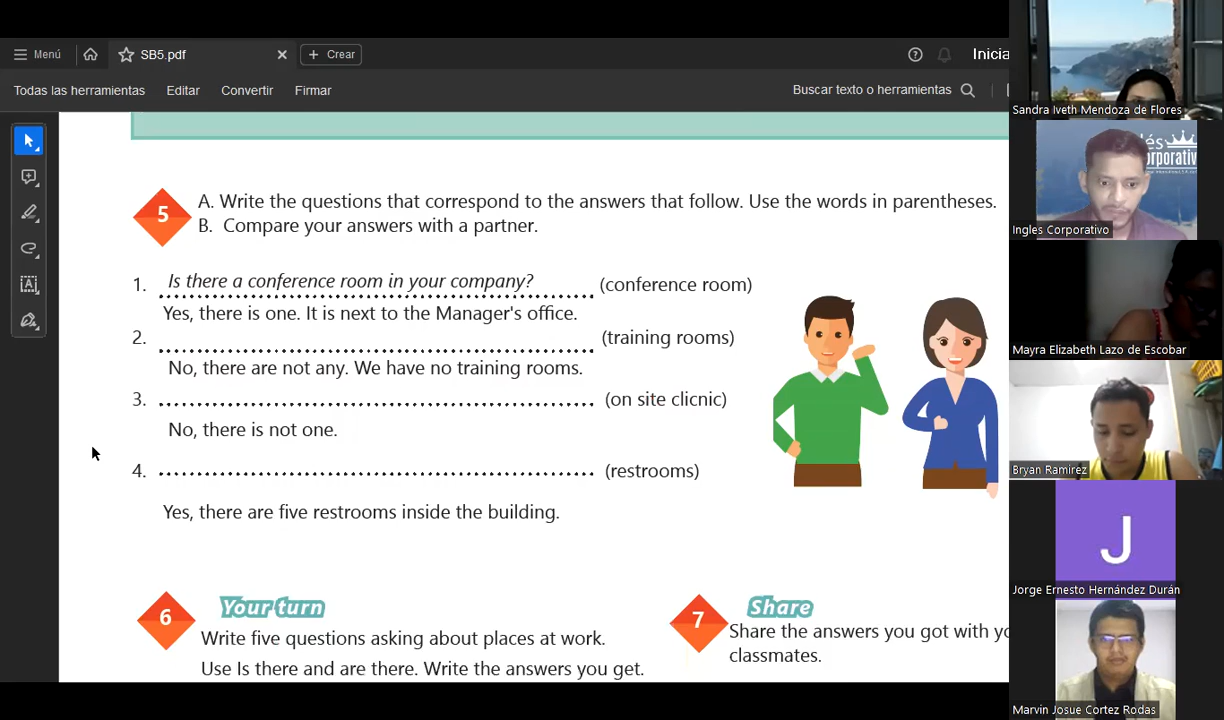 Menú
SB5.pdf
Crear
Inicia
Todas las herramientas
Editar
Convertir
Firmar
Buscar texto o herramientas
5
A. Write the questions that correspond to the answers that follow. Use the words in parentheses.
B. Compare your answers with a partner.
1. Is there a conference room in your company? (conference room)
Yes, there is one. It is next to the Manager's office.
2. (training rooms)
No, there are not any. We have no training rooms.
3. (on site clicnic)
No, there is not one.
4. (restrooms)
Yes, there are five restrooms inside the building.
6 Your turn
Write five questions asking about places at work.
Use Is there and are there. Write the answers you get.
7 Share
Share the answers you got with yo
classmates.
Sandra Iveth Mendoza de Flores
és
orporativ
Ingles Corporativo
Mayra Elizabeth Lazo de Escobar
Bryan Ramirez
J
Jorge Ernesto Hernández Durán
Marvin Josue Cortez Rodas